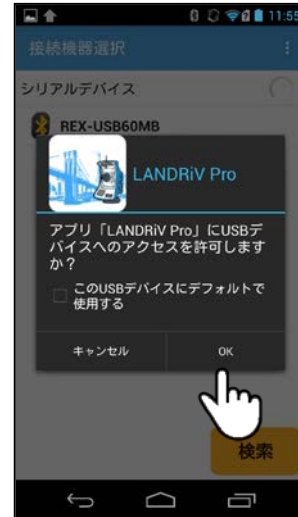 11:55
接続機器選択
シリアルデバイス
REX-USB60MB
LANDRiV Pro
アプリ「LANDRiV Pro」にUSBデ
バイスへのアクセスを許可します
か？
このUSBデバイスにデフォルトで
使用する
キャンセル
OK
検索